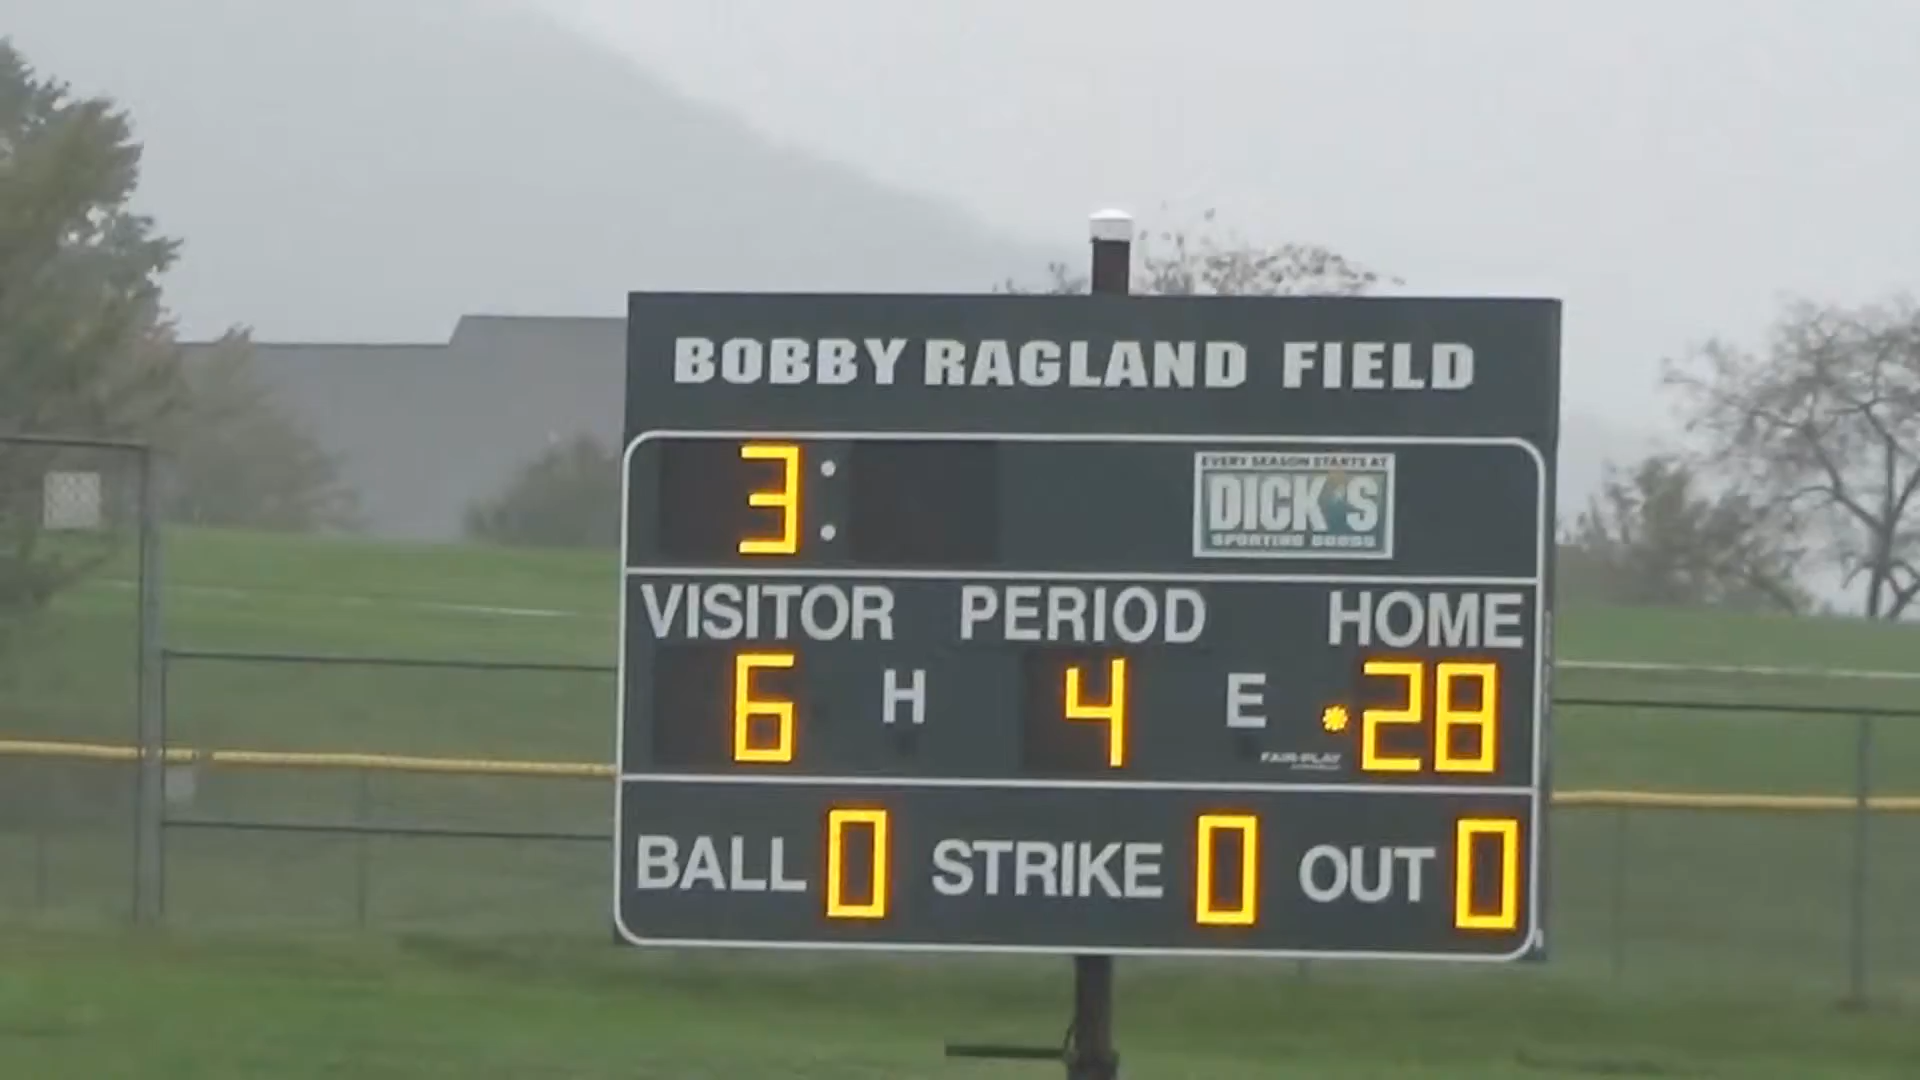 BOBBY RAGLAND FIELD
3:
EVERY SEASON STARTS AT
DICK'S
SPORTING GOODS
VISITOR PERIOD HOME
6 H 4 E *28
FAIR-PLAY
BALL 0 STRIKE 0 OUT 0